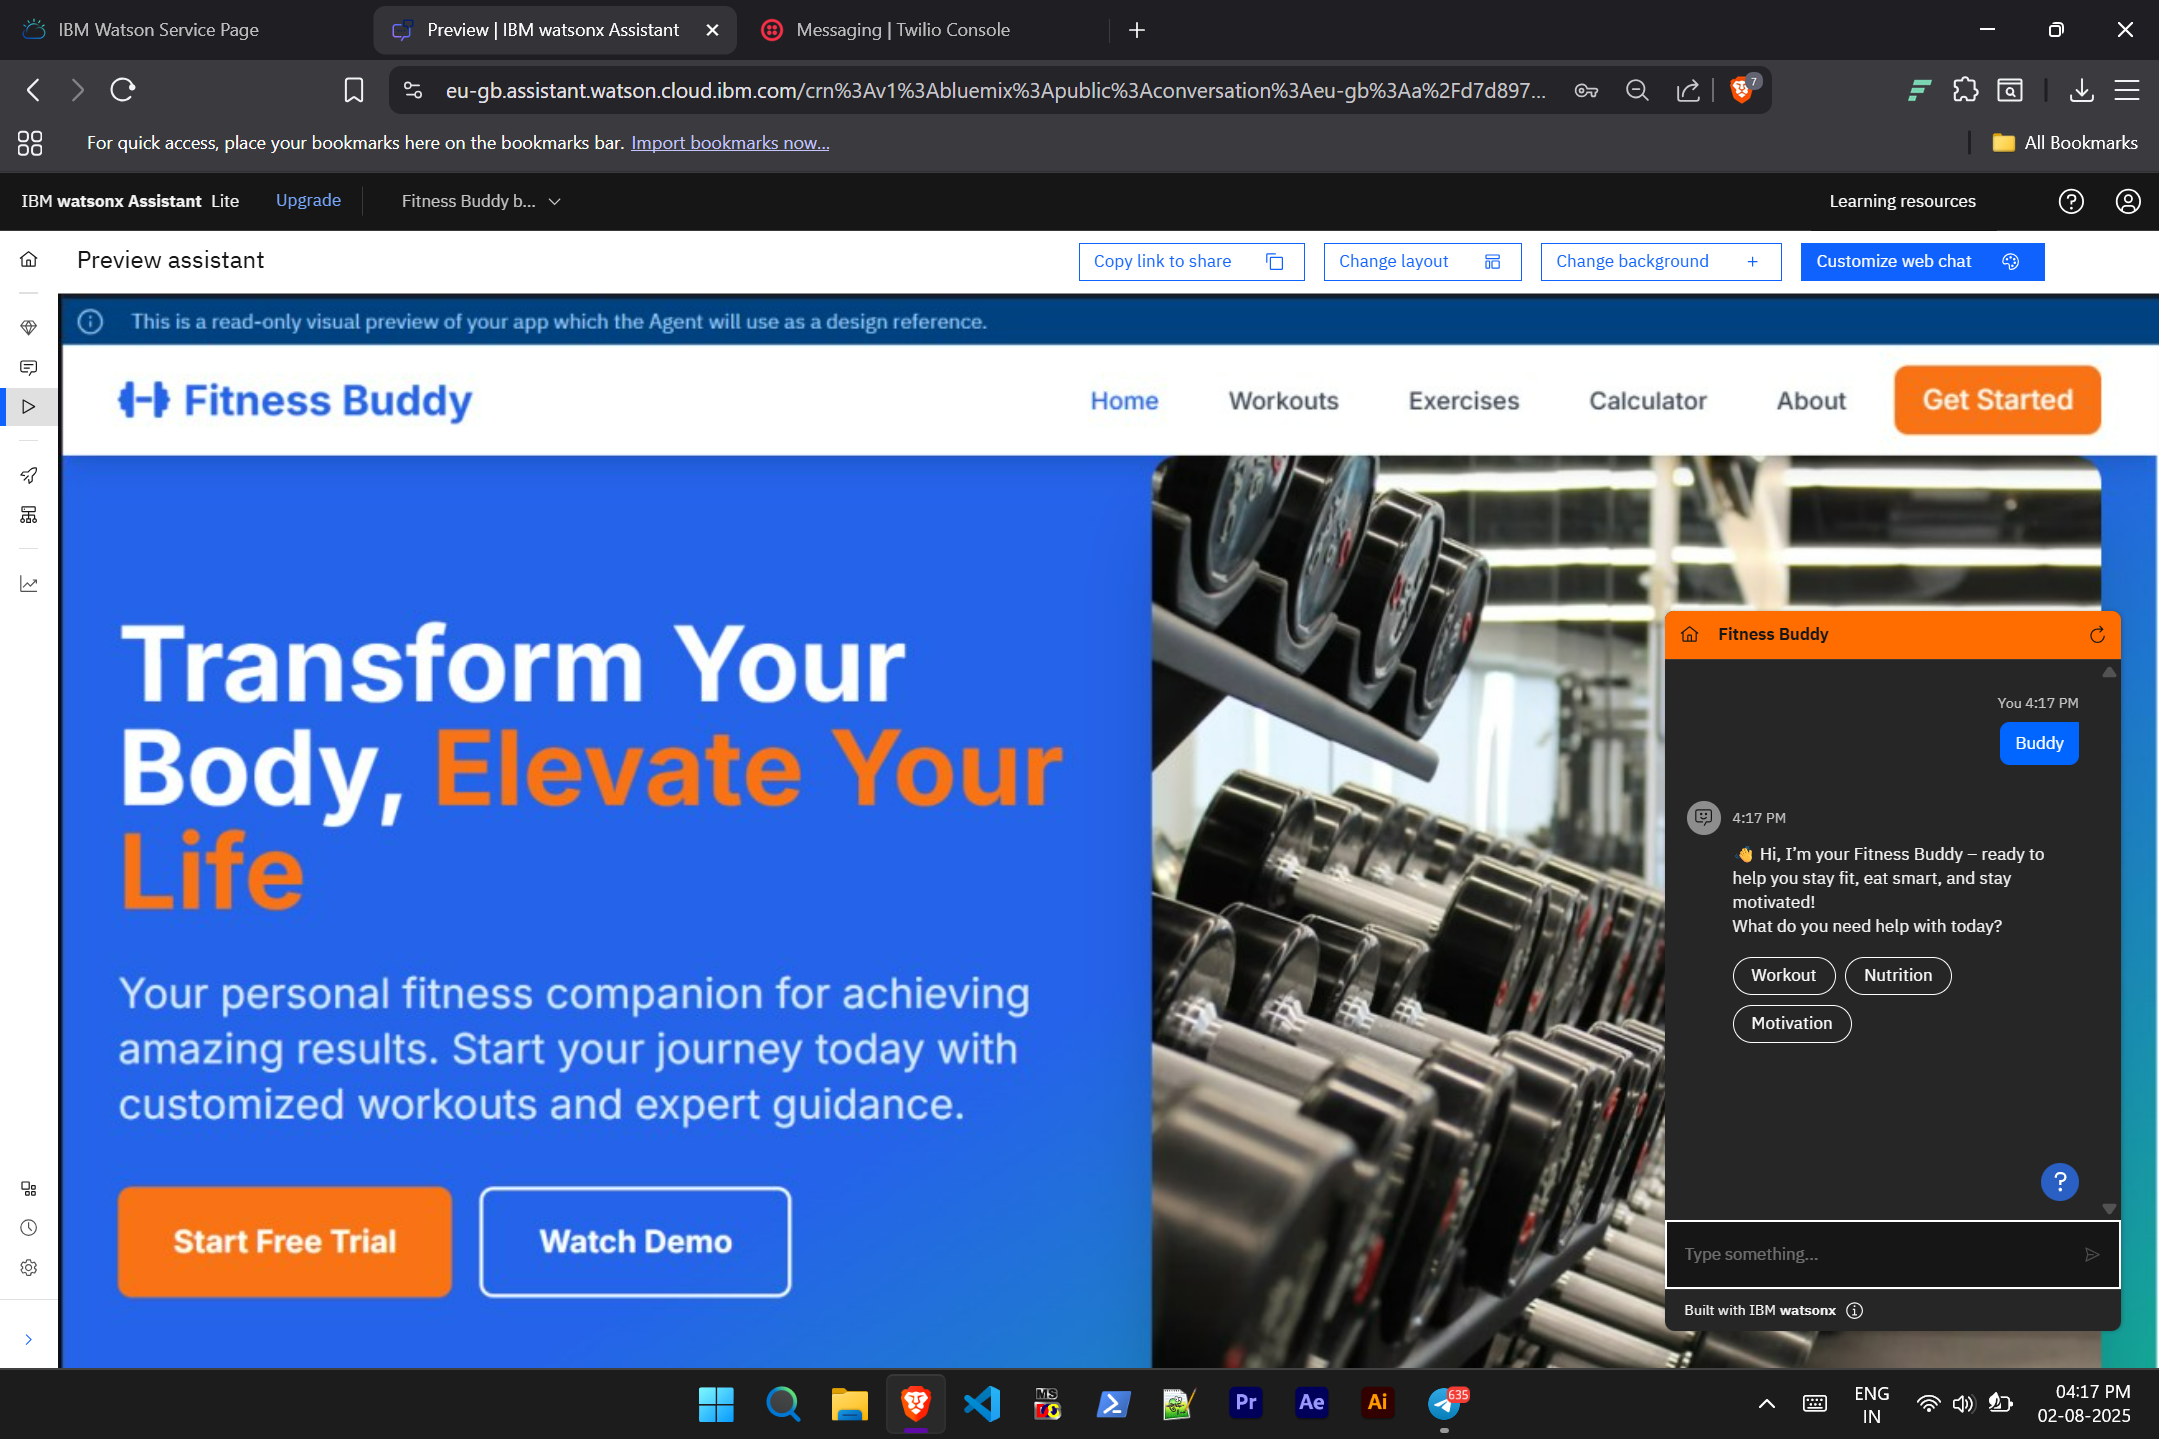 IBM Watson Service Page
Preview | IBM watsonx Assistant
Messaging | Twilio Console
eu-gb.assistant.watson.cloud.ibm.com/crn%3Av1%3Abluemix%3Apublic%3Aconversation%3Aeu-gb%3Aa%2Fd7d897...
7
For quick access, place your bookmarks here on the bookmarks bar. Import bookmarks now...
All Bookmarks
IBM watsonx Assistant Lite
Upgrade
Fitness Buddy b...
Learning resources
Preview assistant
Copy link to share
Change layout
Change background +
Customize web chat
This is a read-only visual preview of your app which the Agent will use as a design reference.
Fitness Buddy
Home
Workouts
Exercises
Calculator
About
Get Started
Transform Your
Body, Elevate Your
Life
Your personal fitness companion for achieving
amazing results. Start your journey today with
customized workouts and expert guidance.
Start Free Trial
Watch Demo
Fitness Buddy
You 4:17 PM
Buddy
4:17 PM
👋 Hi, I’m your Fitness Buddy – ready to
help you stay fit, eat smart, and stay
motivated!
What do you need help with today?
Workout
Nutrition
Motivation
?
Type something...
Built with IBM watsonx
MS
Pr
Ae
Ai
635
ENG
IN
04:17 PM
02-08-2025